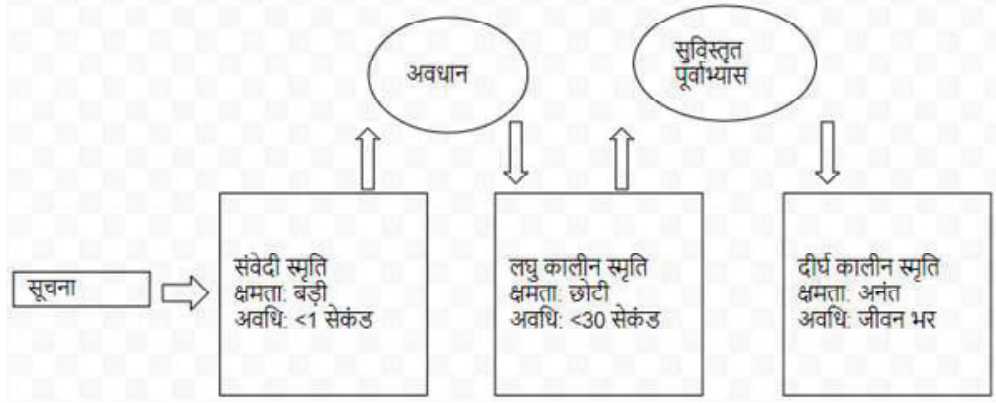 अवधान
सुविस्तृत
पूर्वाभ्यास
सूचना
संवेदी स्मृति
क्षमता: बड़ी
अवधि: <1 सेकंड
लघु कालीन स्मृति
क्षमता: छोटी
अवधि: <30 सेकंड
दीर्घ कालीन स्मृति
क्षमता: अनंत
अवधि: जीवन भर